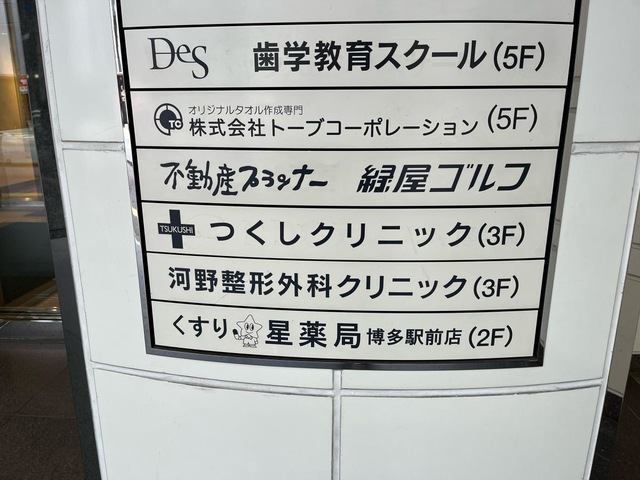 DES 歯学教育スクール(5F)
オリジナルタオル作成専門
TC 株式会社トーブコーポレーション (5F)
不動産プランナー 緑屋ゴルフ
TSUKUSHI つくしクリニック(3F)
河野整形外科クリニック(3F)
くすり 星薬局 博多駅前店 (2F)